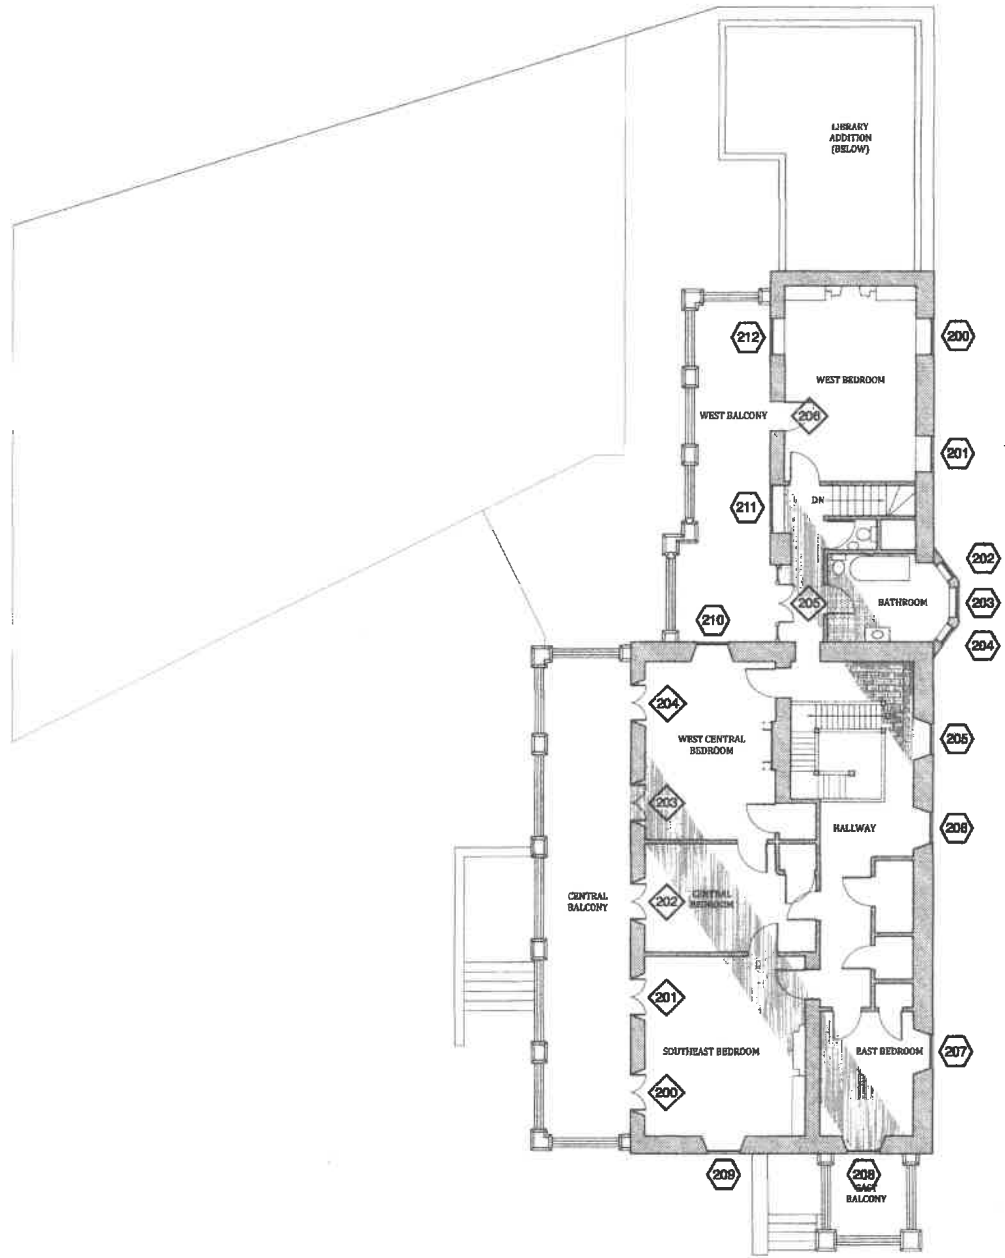 LIBRARY
ADDITION
(BELOW)
212
200
WEST BEDROOM
WEST BALCONY
206
201
211
DN
202
205
BATHROOM
203
210
204
204
WEST CENTRAL
BEDROOM
205
203
HALLWAY
206
CENTRAL
BALCONY
202
CENTRAL
BEDROOM
201
SOUTHEAST BEDROOM
EAST BEDROOM
207
200
209
208
EAST
BALCONY